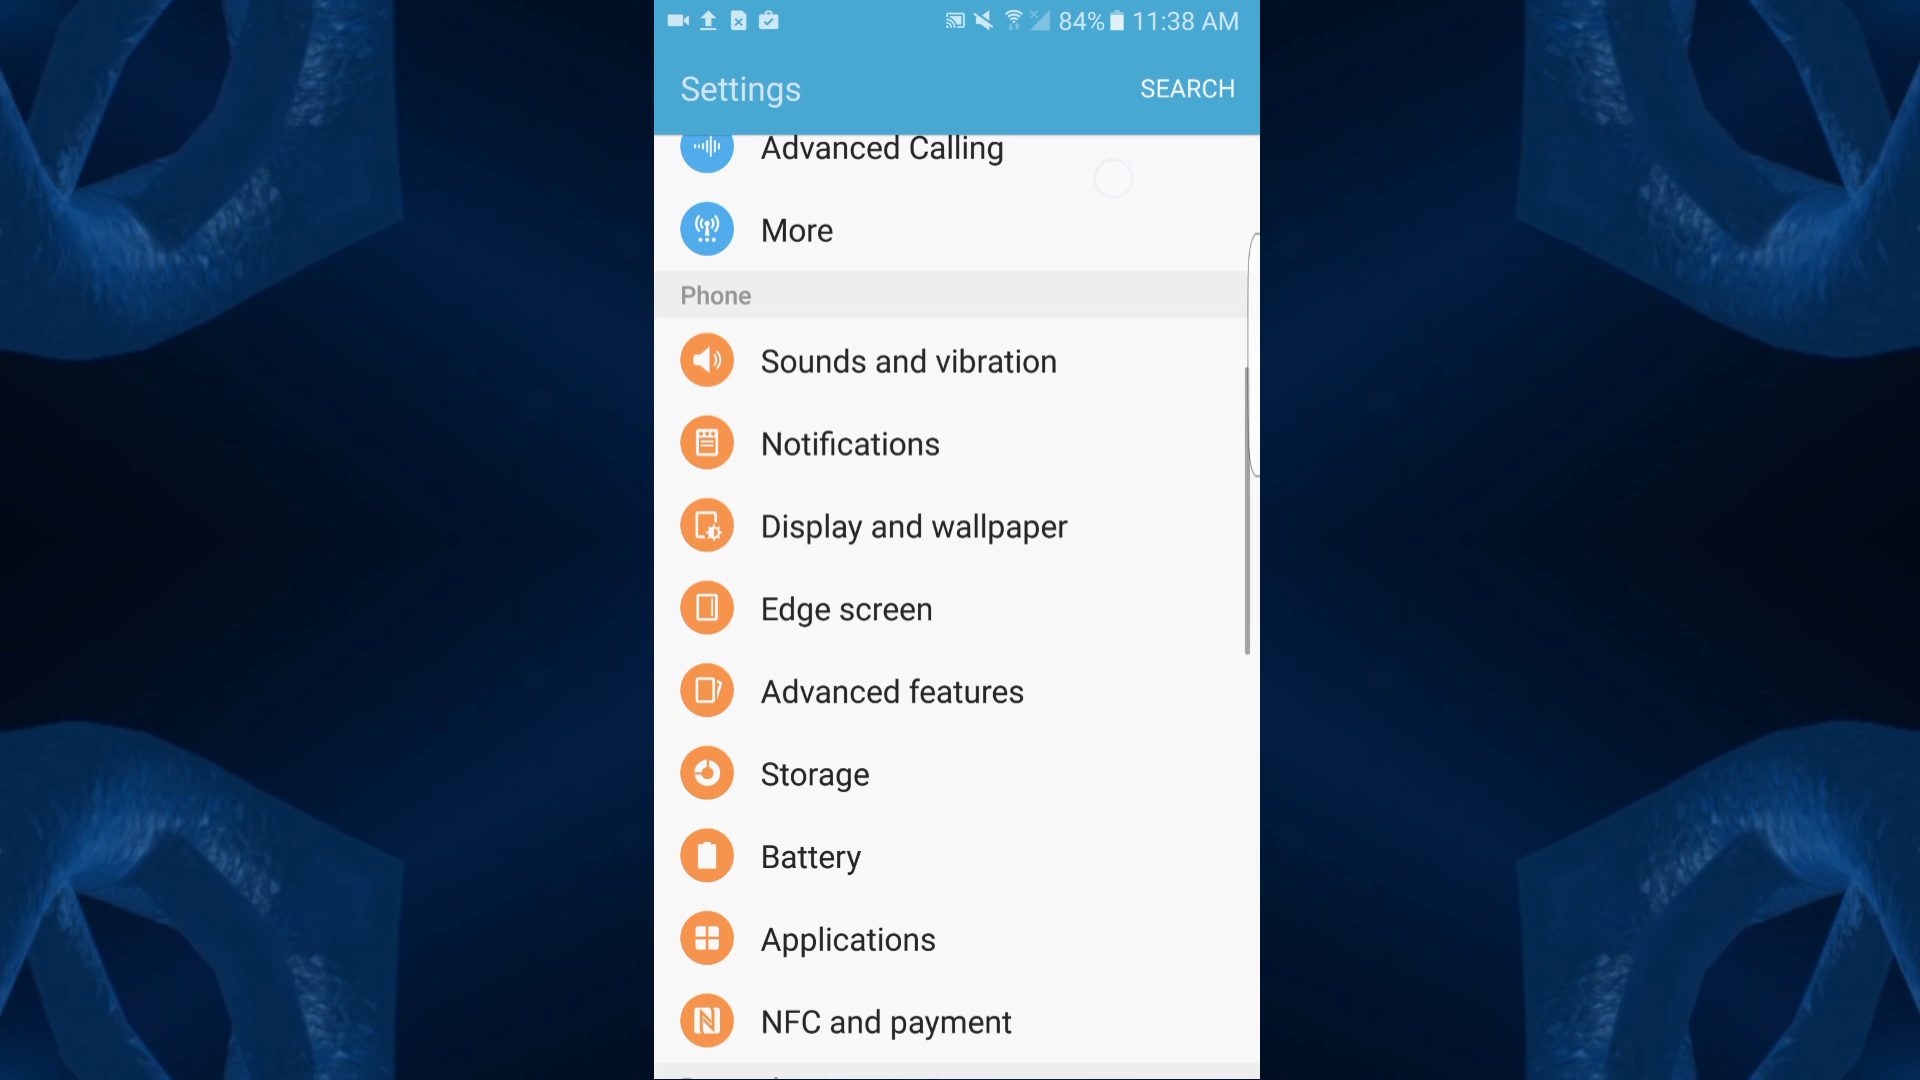 84% 11:38 AM
Settings
SEARCH
Advanced Calling
More
Phone
Sounds and vibration
Notifications
Display and wallpaper
Edge screen
Advanced features
Storage
Battery
Applications
NFC and payment